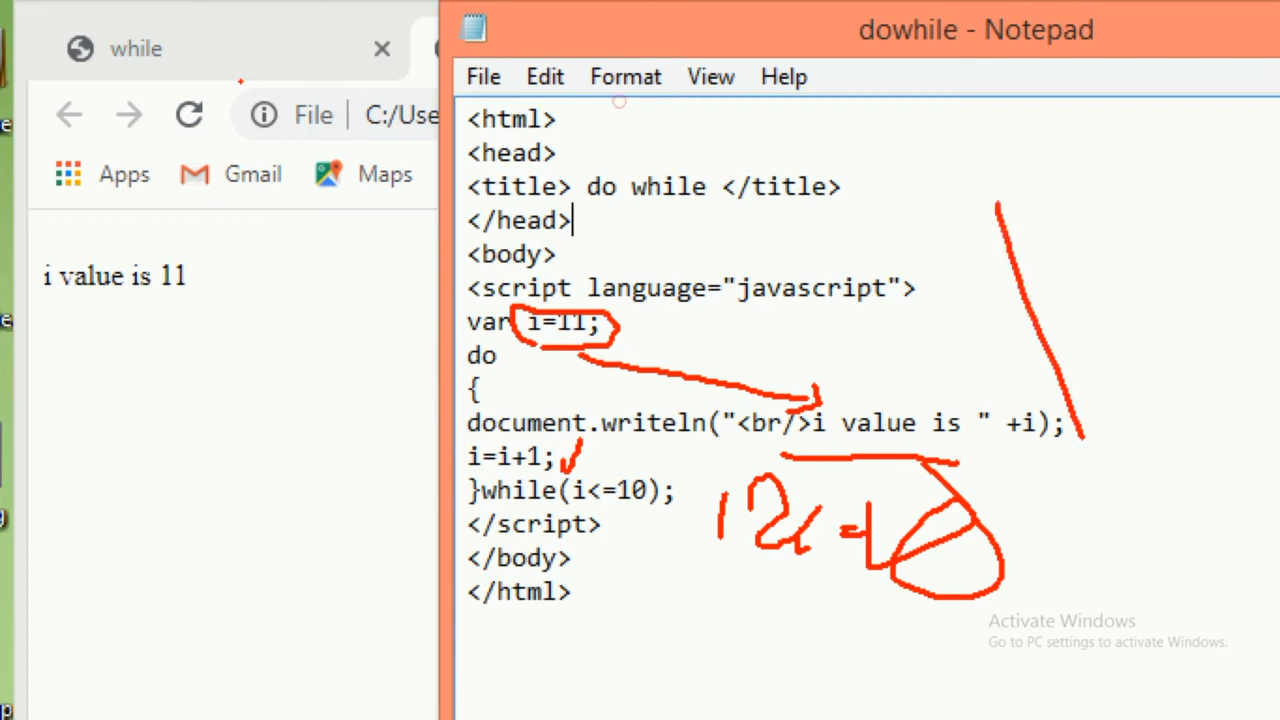 while
File
C:/Use
Apps
Gmail
Maps
i value is 11
dowhile - Notepad
File Edit Format View Help
<html>
<head>
<title> do while </title>
</head>
<body>
<script language="javascript">
var i=11;
do
{
document.writeln("<br/>i value is " +i);
i=i+1;
}while(i<=10);
</script>
</body>
</html>
Activate Windows
Go to PC settings to activate Windows.